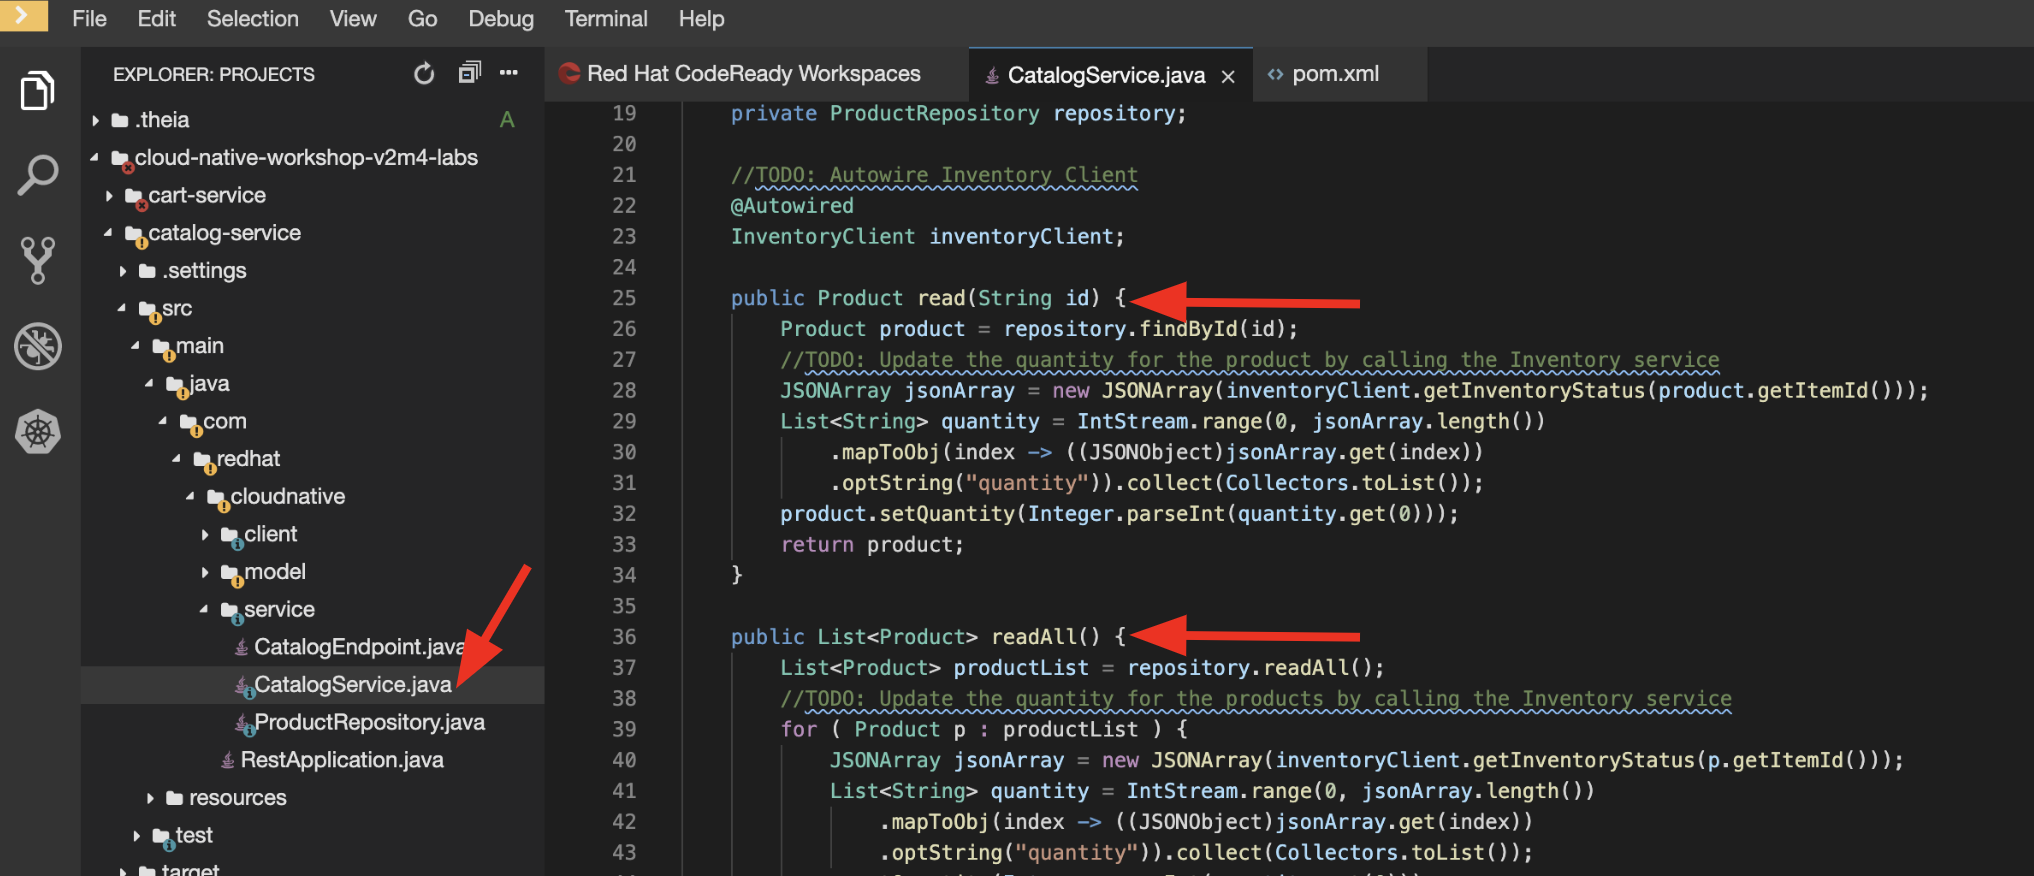 File Edit Selection View Go Debug Terminal Help
EXPLORER: PROJECTS
.theia A
cloud-native-workshop-v2m4-labs
cart-service
catalog-service
.settings
src
main
java
com
redhat
cloudnative
client
model
service
CatalogEndpoint.java
CatalogService.java
ProductRepository.java
RestApplication.java
resources
test
target
Red Hat CodeReady Workspaces CatalogService.java × pom.xml
19 private ProductRepository repository;
20
21 //TODO: Autowire Inventory Client
22 @Autowired
23 InventoryClient inventoryClient;
24
25 public Product read(String id) {
26 Product product = repository.findById(id);
27 //TODO: Update the quantity for the product by calling the Inventory service
28 JSONArray jsonArray = new JSONArray(inventoryClient.getInventoryStatus(product.getItemId()));
29 List<String> quantity = IntStream.range(0, jsonArray.length())
30 .mapToObj(index -> ((JSONObject)jsonArray.get(index))
31 .optString("quantity")).collect(Collectors.toList());
32 product.setQuantity(Integer.parseInt(quantity.get(0)));
33 return product;
34 }
35
36 public List<Product> readAll() {
37 List<Product> productList = repository.readAll();
38 //TODO: Update the quantity for the products by calling the Inventory service
39 for ( Product p : productList ) {
40 JSONArray jsonArray = new JSONArray(inventoryClient.getInventoryStatus(p.getItemId()));
41 List<String> quantity = IntStream.range(0, jsonArray.length())
42 .mapToObj(index -> ((JSONObject)jsonArray.get(index))
43 .optString("quantity")).collect(Collectors.toList());